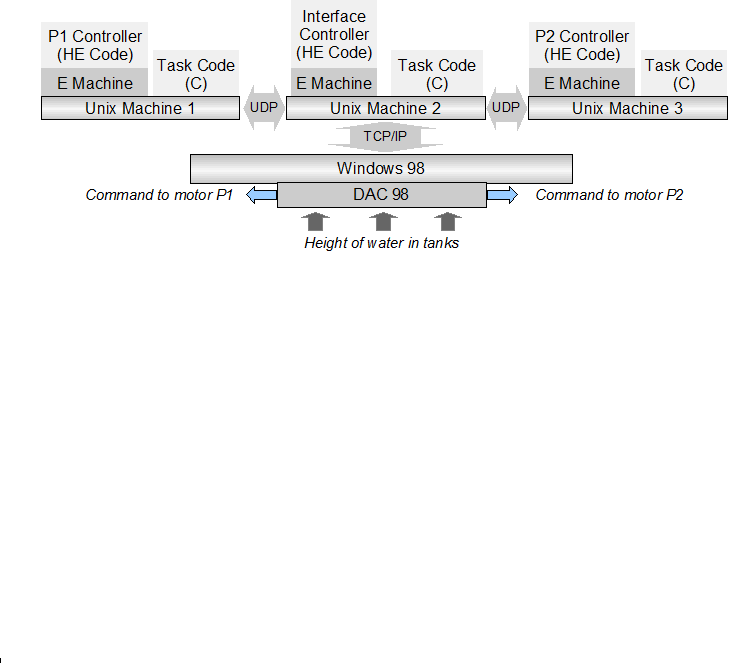 P1 Controller
(HE Code)
E Machine
Task Code
(C)
Unix Machine 1
UDP
Interface
Controller
(HE Code)
E Machine
Task Code
(C)
Unix Machine 2
UDP
P2 Controller
(HE Code)
E Machine
Task Code
(C)
Unix Machine 3
TCP/IP
Windows 98
Command to motor P1
DAC 98
Command to motor P2
Height of water in tanks